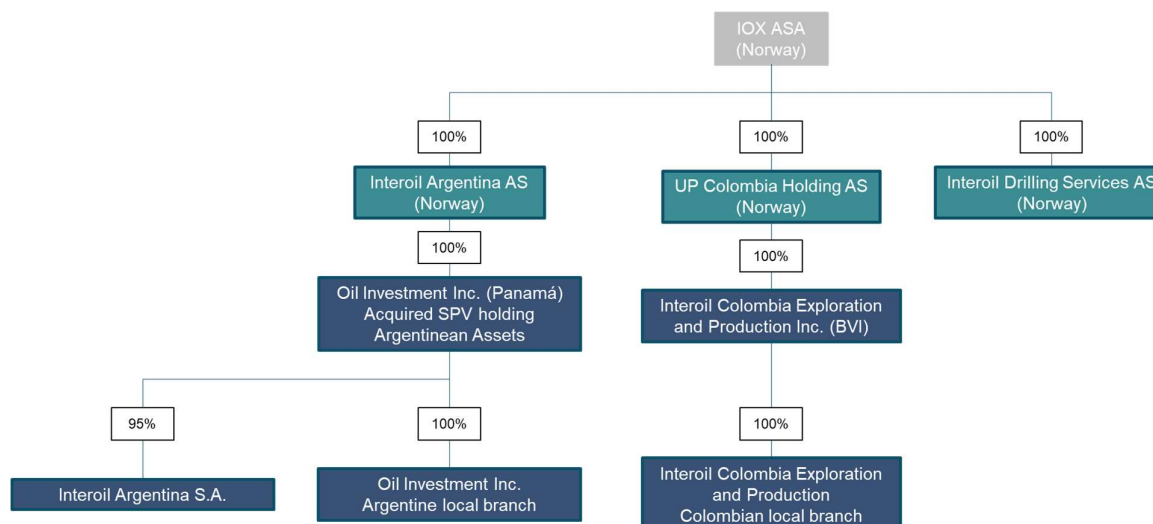 IOX ASA
(Norway)
100%
100%
100%
Interoil Argentina AS
(Norway)
UP Colombia Holding AS
(Norway)
Interoil Drilling Services AS
(Norway)
100%
100%
Oil Investment Inc. (Panamá)
Acquired SPV holding
Argentinean Assets
Interoil Colombia Exploration
and Production Inc. (BVI)
95%
100%
100%
Interoil Argentina S.A.
Oil Investment Inc.
Argentine local branch
Interoil Colombia Exploration
and Production
Colombian local branch